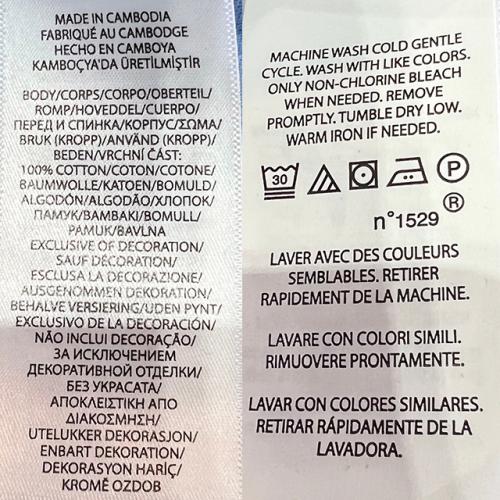 MADE IN CAMBODIA
FABRIQUÉ AU CAMBODGE
HECHO EN CAMBOYA
KAMBOÇYA'DA ÜRETİLMİŞTİR
BODY/CORPS/CORPO/OBERTEIL/
ROMP/HOVEDDEL/CUERPO/
ПЕРЕД И СПИНКА/КОРПУС/ΣΩΜΑ/
BRUK (KROPP)/ANVÄND (KROPP)/
BEDEN/VRCHNÍ ČÁST:
100% COTTON/COTON/COTONE/
BAUMWOLLE/KATOEN/BOMULD/
ALGODÓN/ALGODÃO/ХЛОПОК/
ПАМУК/ΒΑΜΒΑΚΙ/BOMULL/
PAMUK/BAVLNA
EXCLUSIVE OF DECORATION/
SAUF DÉCORATION/
ESCLUSA LA DECORAZIONE/
AUSGENOMMEN DEKORATION/
BEHALVE VERSIERING/UDEN PYNT/
EXCLUSIVO DE LA DECORACIÓN/
NÃO INCLUI DECORAÇÃO/
ЗА ИСКЛЮЧЕНИЕМ
ДЕКОРАТИВНОЙ ОТДЕЛКИ/
БЕЗ УКРАСАТА/
ΑΠΟΚΛΕΙΣΤΙΚΗ ΑΠΟ
ΔΙΑΚΟΣΜΗΣΗ/
UTELUKKER DEKORASJON/
ENBART DEKORATION/
DEKORASYON HARİÇ/
KROMĚ OZDOB
MACHINE WASH COLD GENTLE
CYCLE. WASH WITH LIKE COLORS.
ONLY NON-CHLORINE BLEACH
WHEN NEEDED. REMOVE
PROMPTLY. TUMBLE DRY LOW.
WARM IRON IF NEEDED.
30 P
n°1529 ®
LAVER AVEC DES COULEURS
SEMBLABLES. RETIRER
RAPIDEMENT DE LA MACHINE.
LAVARE CON COLORI SIMILI.
RIMUOVERE PRONTAMENTE.
LAVAR CON COLORES SIMILARES.
RETIRAR RÁPIDAMENTE DE LA
LAVADORA.